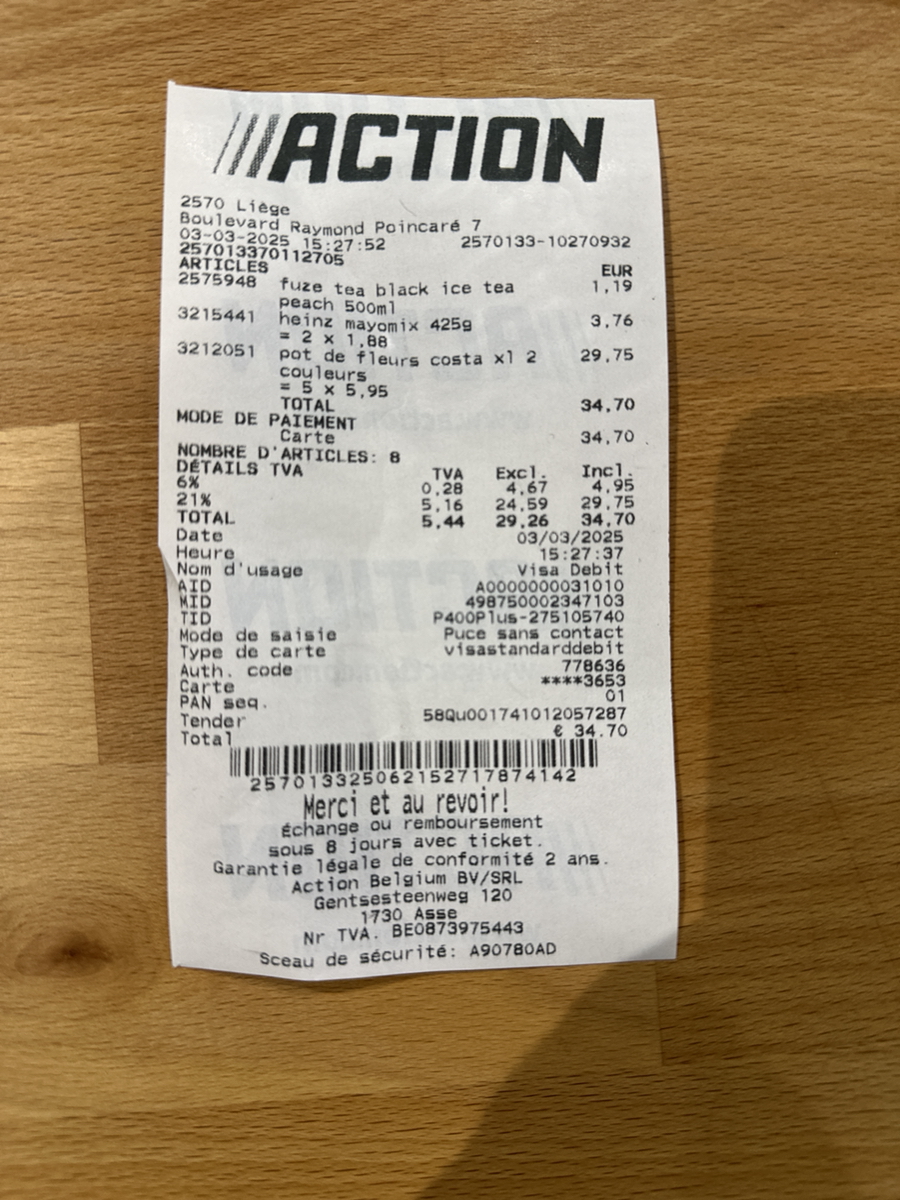 ACTION
2570 Liège
Boulevard Raymond Poincaré 7
03-03-2025 15:27:52 2570133-10270932
257013370112705
ARTICLES EUR
2575948 fuze tea black ice tea 1,19
peach 500ml
3215441 heinz mayomix 425g 3,76
= 2 x 1,88
3212051 pot de fleurs costa x1 2 29,75
couleurs
= 5 x 5,95
TOTAL 34,70
MODE DE PAIEMENT
Carte 34,70
NOMBRE D'ARTICLES: 8
DÉTAILS TVA TVA Excl. Incl.
6% 0,28 4,67 4,95
21% 5,16 24,59 29,75
TOTAL 5,44 29,26 34,70
Date 03/03/2025
Heure 15:27:37
Nom d'usage Visa Debit
AID A0000000031010
MID 498750002347103
TID P400Plus-275105740
Mode de saisie Puce sans contact
Type de carte visastandarddebit
Auth. code 778636
Carte ****3653
PAN seq. 01
Tender 58Qu001741012057287
Total € 34.70
2570133250621527178741​42
Merci et au revoir!
Échange ou remboursement
sous 8 jours avec ticket.
Garantie légale de conformité 2 ans.
Action Belgium BV/SRL
Gentsesteenweg 120
1730 Asse
Nr TVA. BE0873975443
Sceau de sécurité: A90780AD